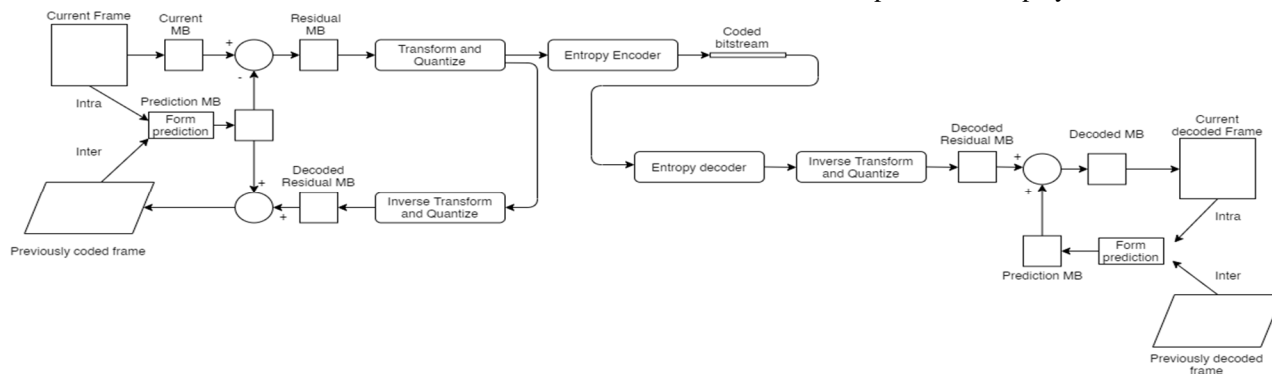 Current Frame
Current
MB
Residual
MB
+
-
Transform and
Quantize
Entropy Encoder
Coded
bitstream
Intra
Prediction MB
Form
prediction
Inter
Decoded
Residual MB
+
+
Inverse Transform
and Quantize
Previously coded frame
Entropy decoder
Inverse Transform
and Quantize
Decoded
Residual MB
+
+
Decoded MB
Current
decoded Frame
Intra
Form
prediction
Prediction MB
Inter
Previously decoded
frame